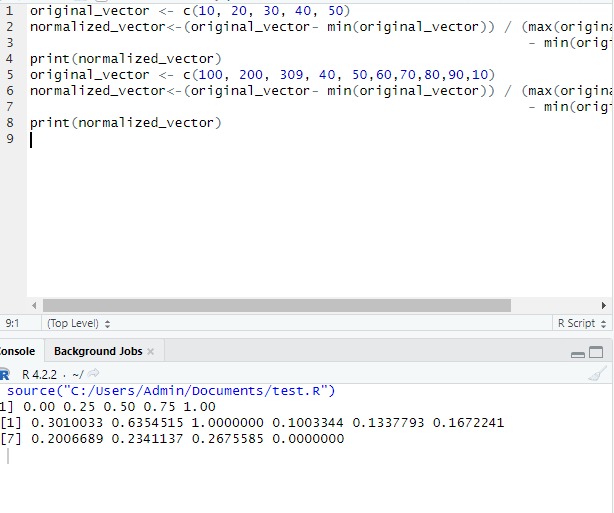 1 original_vector <- c(10, 20, 30, 40, 50)
2 normalized_vector<-(original_vector- min(original_vector)) / (max(origina
3 - min(orig
4 print(normalized_vector)
5 original_vector <- c(100, 200, 309, 40, 50,60,70,80,90,10)
6 normalized_vector<-(original_vector- min(original_vector)) / (max(origina
7 - min(orig
8 print(normalized_vector)
9
9:1 (Top Level) R Script
onsole Background Jobs
R R 4.2.2 · ~/
source("C:/Users/Admin/Documents/test.R")
1] 0.00 0.25 0.50 0.75 1.00
[1] 0.3010033 0.6354515 1.0000000 0.1003344 0.1337793 0.1672241
[7] 0.2006689 0.2341137 0.2675585 0.0000000